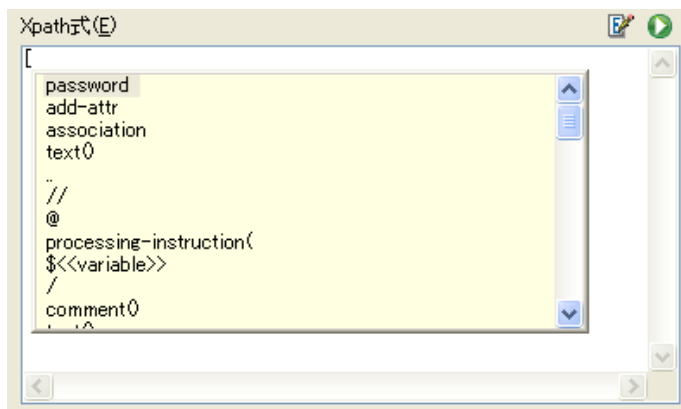 Xpath式(E)
[
password
add-attr
association
text()
..
//
@
processing-instruction(
$<<variable>>
/
comment()